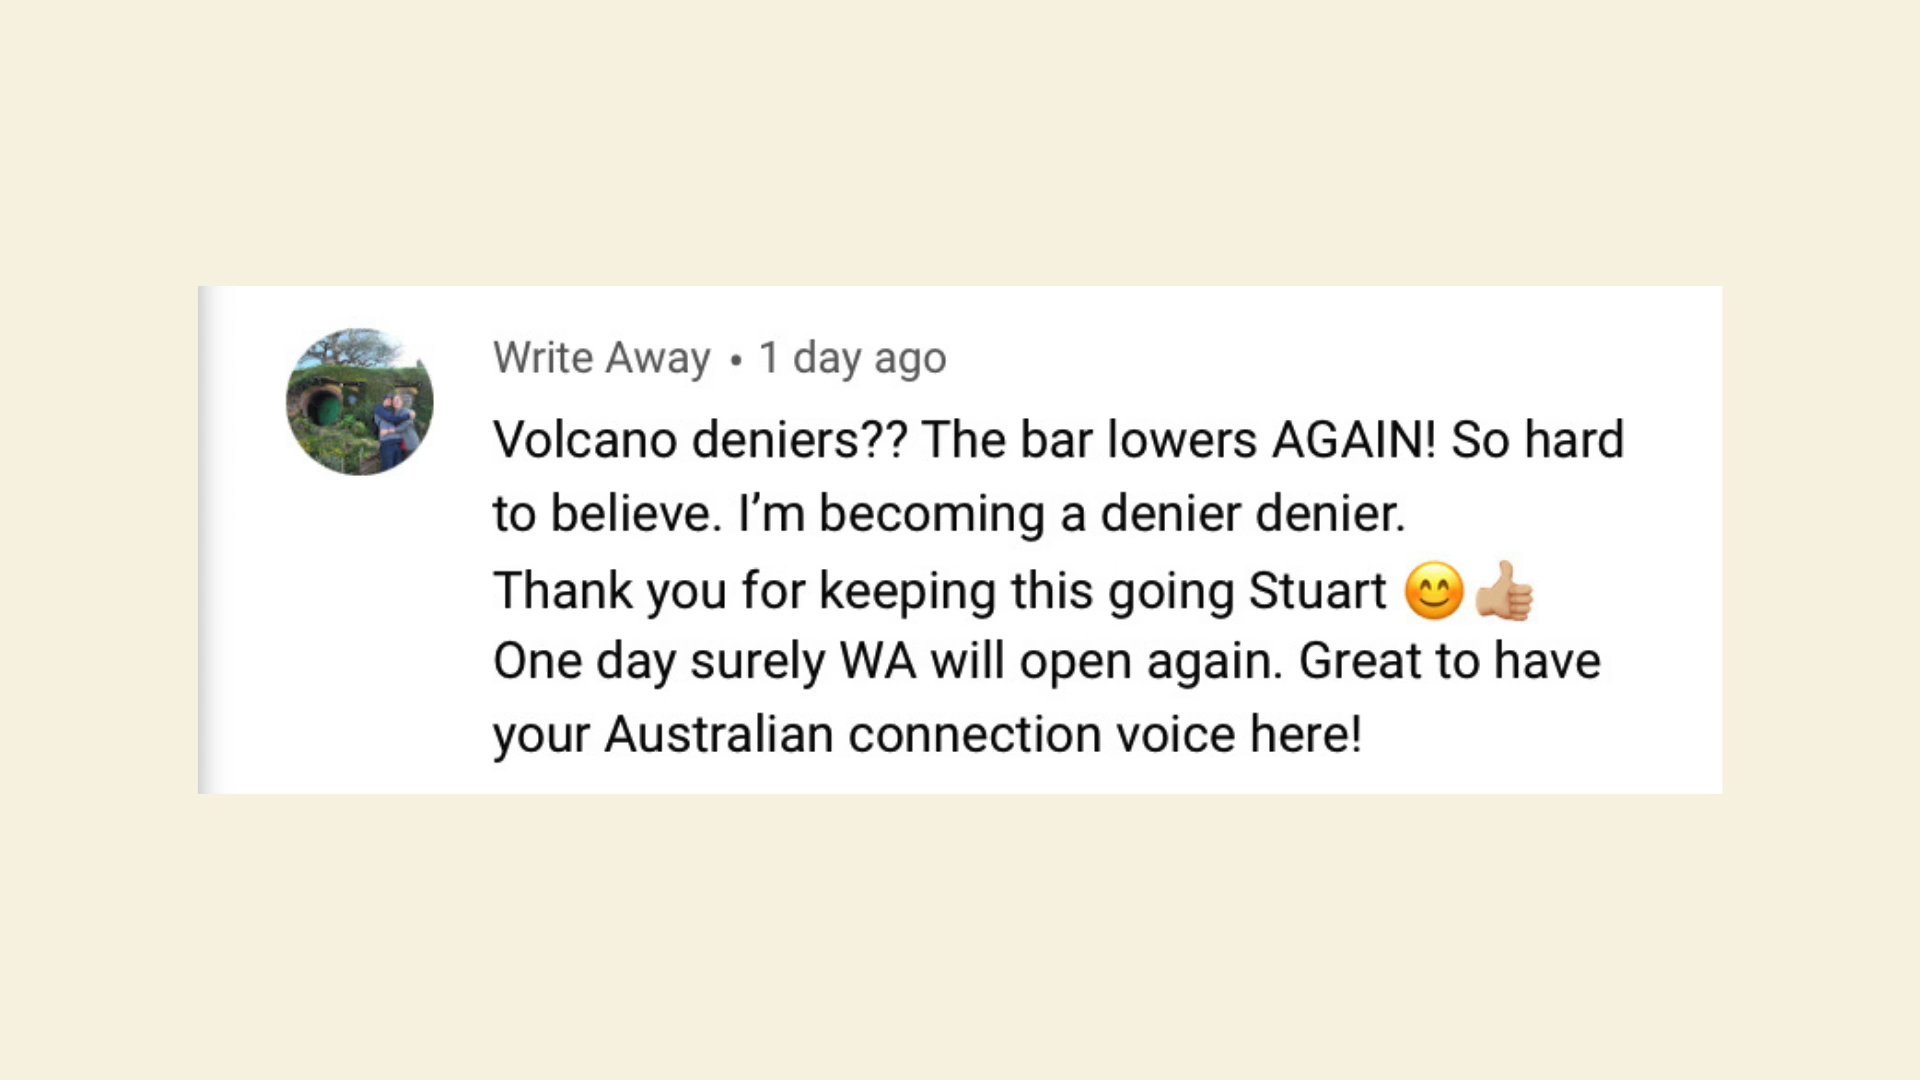 Write Away • 1 day ago
Volcano deniers?? The bar lowers AGAIN! So hard
to believe. I’m becoming a denier denier.
Thank you for keeping this going Stuart 😊👍🏼
One day surely WA will open again. Great to have
your Australian connection voice here!